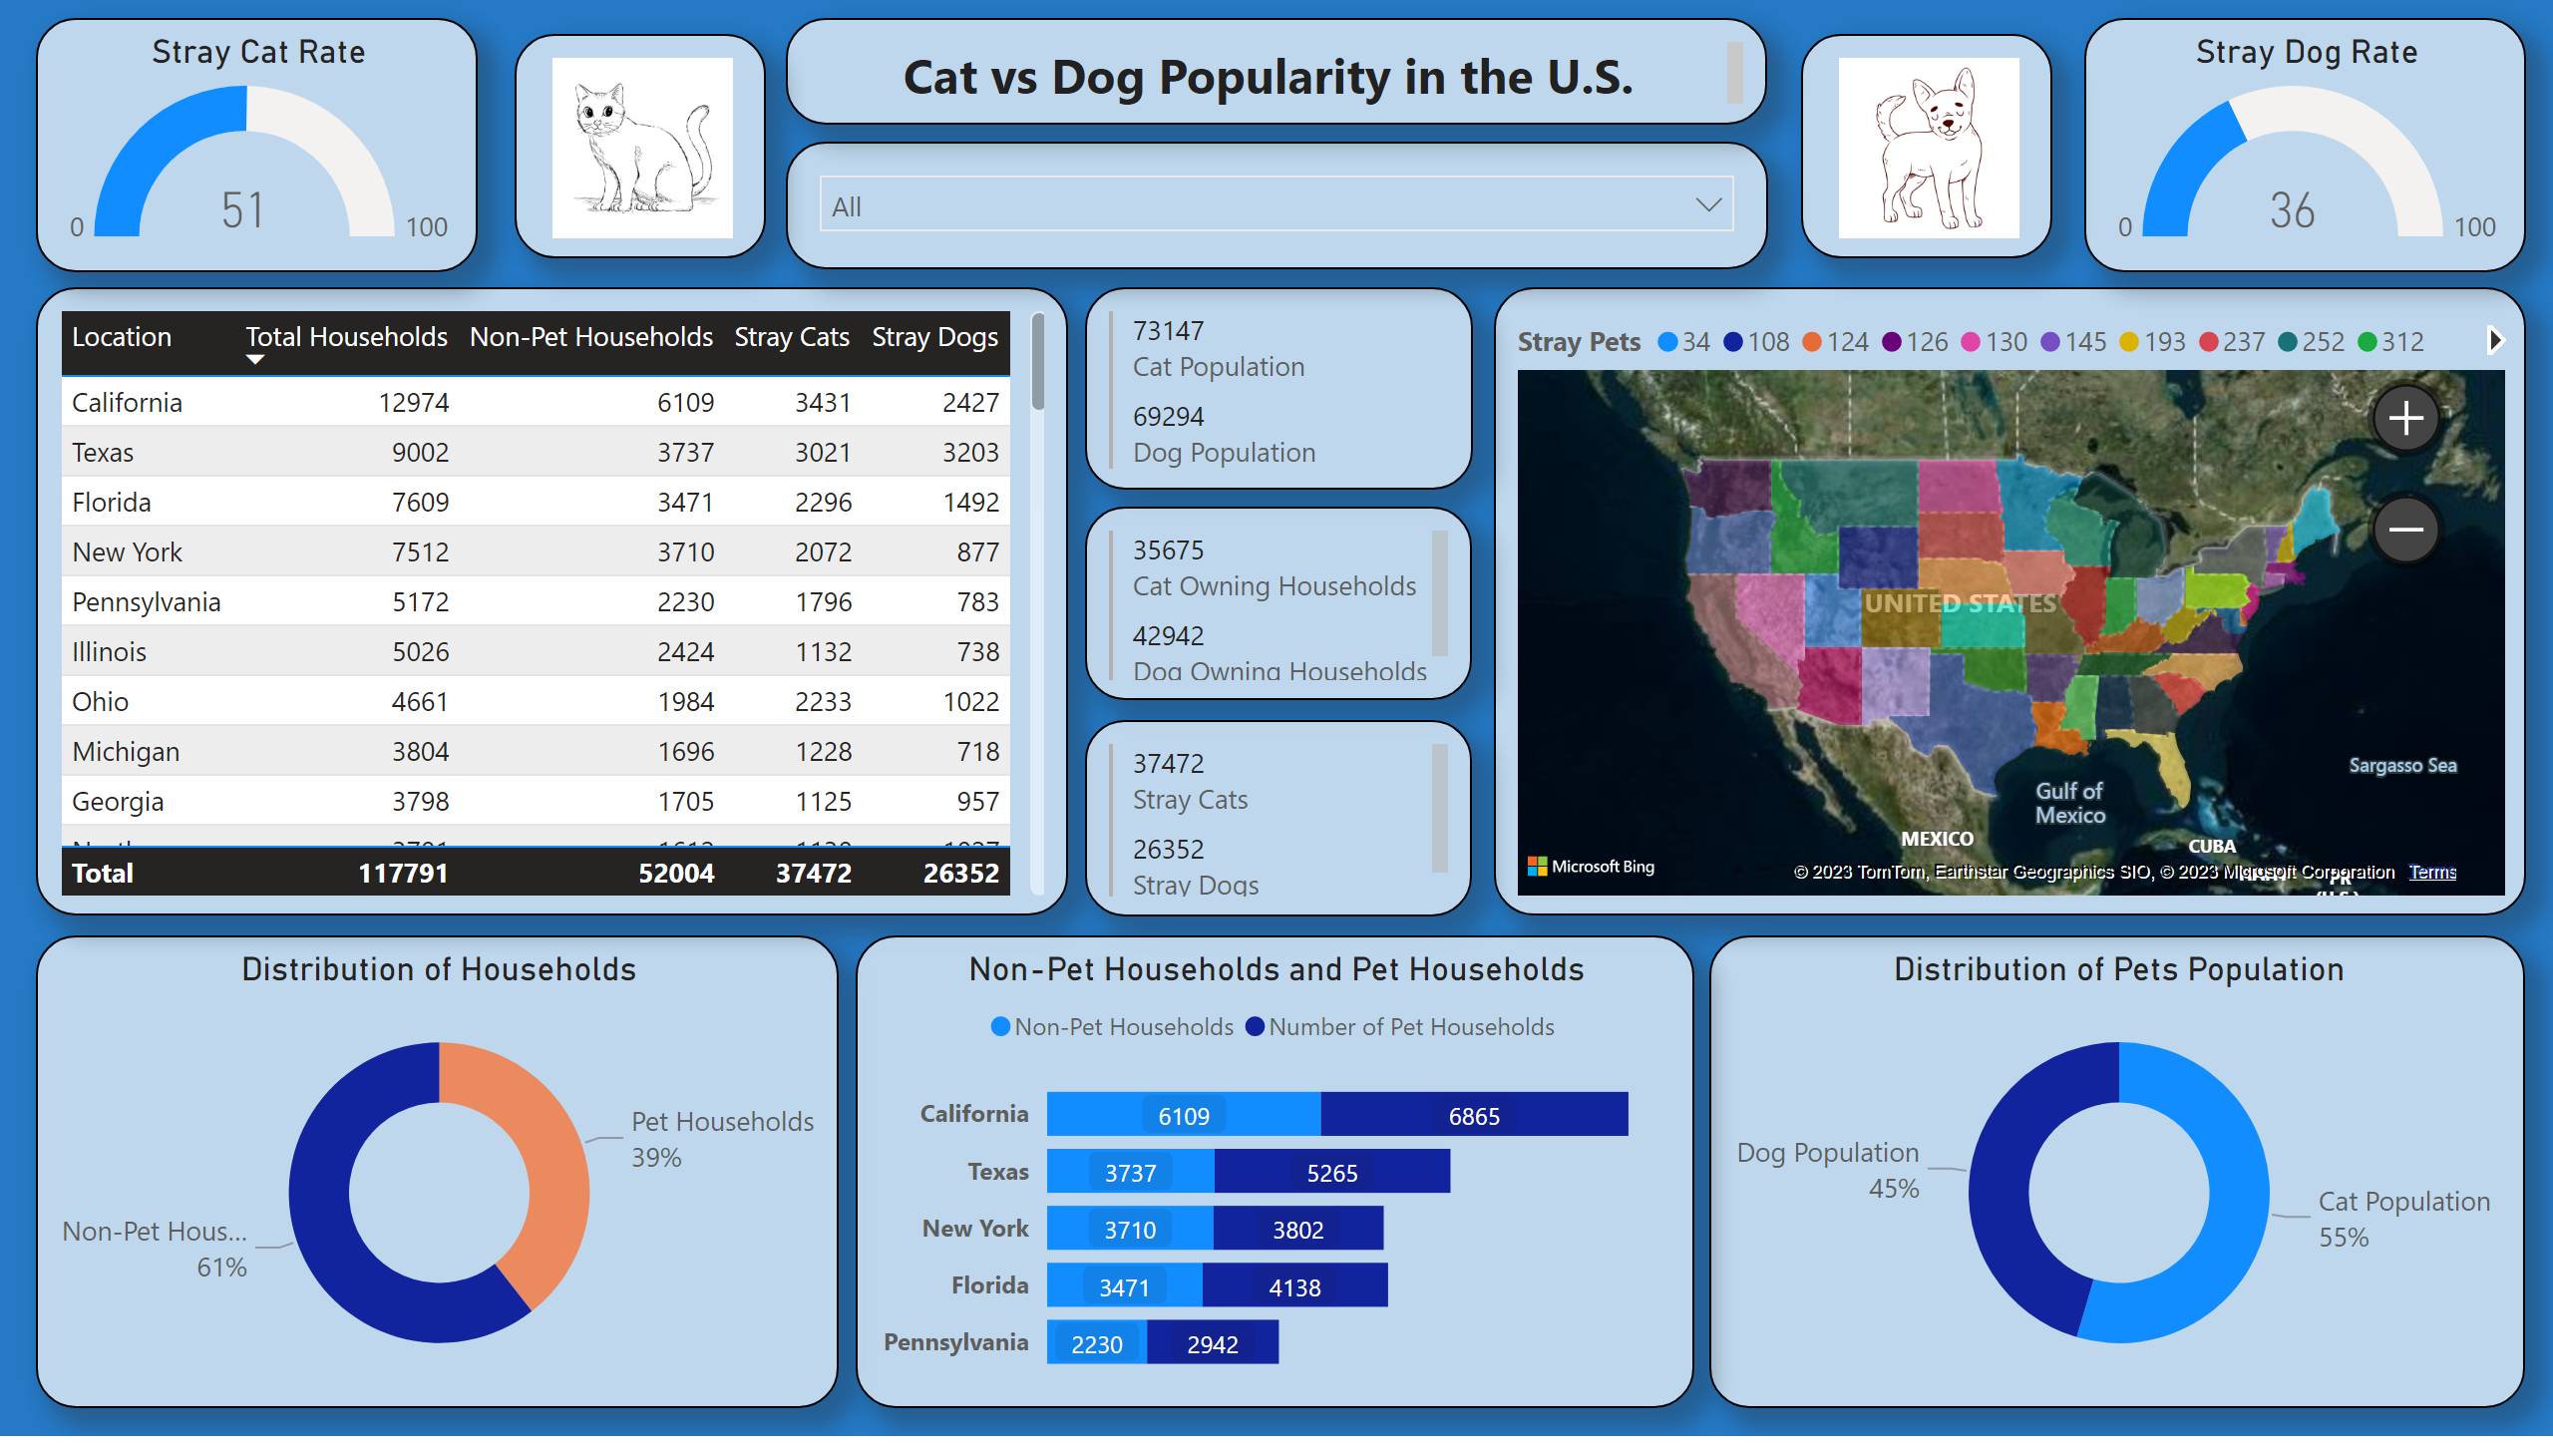 Stray Cat Rate
0 51 100
Cat vs Dog Popularity in the U.S.
All
Stray Dog Rate
0 36 100
Location Total Households Non-Pet Households Stray Cats Stray Dogs
California 12974 6109 3431 2427
Texas 9002 3737 3021 3203
Florida 7609 3471 2296 1492
New York 7512 3710 2072 877
Pennsylvania 5172 2230 1796 783
Illinois 5026 2424 1132 738
Ohio 4661 1984 2233 1022
Michigan 3804 1696 1228 718
Georgia 3798 1705 1125 957
Total 117791 52004 37472 26352
73147
Cat Population
69294
Dog Population
35675
Cat Owning Households
42942
Dog Owning Households
37472
Stray Cats
26352
Stray Dogs
Stray Pets 34 108 124 126 130 145 193 237 252 312
UNITED STATES
Sargasso Sea
Gulf of
Mexico
MEXICO
CUBA
Microsoft Bing
© 2023 TomTom, Earthstar Geographics SIO, © 2023 Microsoft Corporation Terms
PR
(U.S.)
Distribution of Households
Pet Households
39%
Non-Pet Hous...
61%
Non-Pet Households and Pet Households
Non-Pet Households Number of Pet Households
California 6109 6865
Texas 3737 5265
New York 3710 3802
Florida 3471 4138
Pennsylvania 2230 2942
Distribution of Pets Population
Dog Population
45%
Cat Population
55%